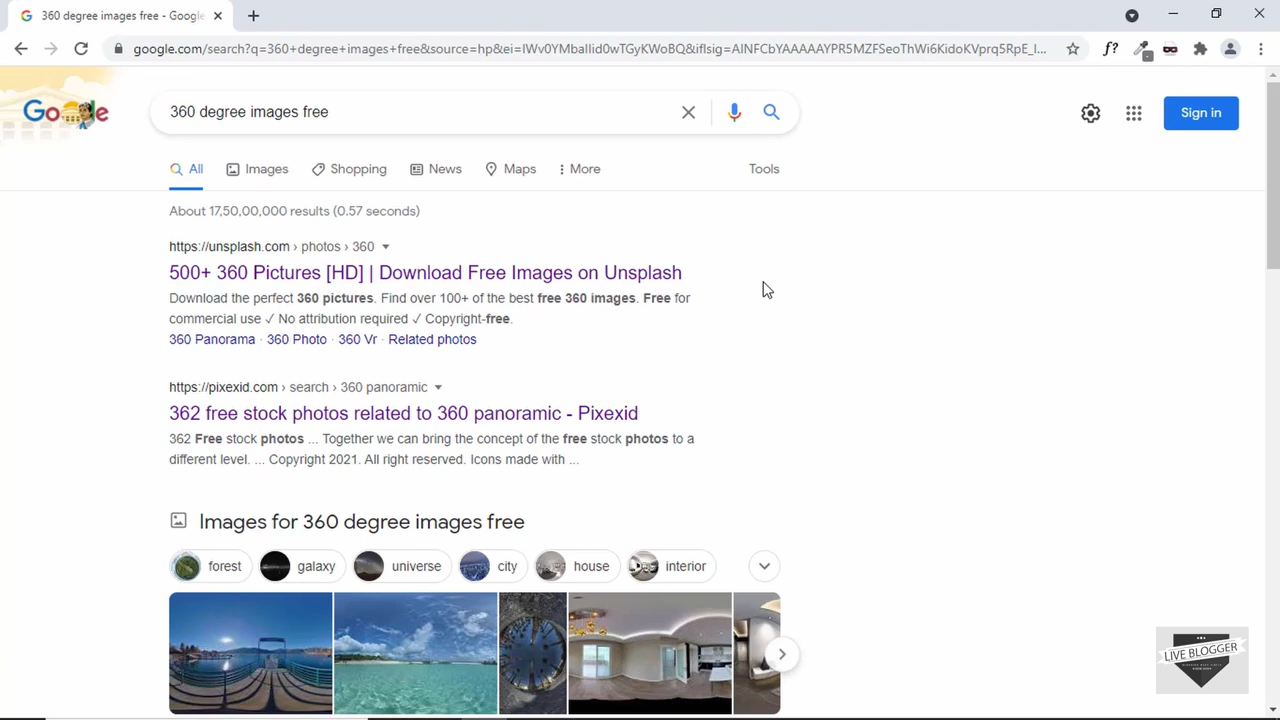 360 degree images free - Google
google.com/search?q=360+degree+images+free&source=hp&ei=IWv0YMballid0wTGyKWoBQ&iflsig=AINFCbYAAAAAYPR5MZFSeoThWi6KidoKVprq5RpE_l...
f?
Google
360 degree images free
Sign in
All
Images
Shopping
News
Maps
More
Tools
About 17,50,00,000 results (0.57 seconds)
https://unsplash.com › photos › 360
500+ 360 Pictures [HD] | Download Free Images on Unsplash
Download the perfect 360 pictures. Find over 100+ of the best free 360 images. Free for
commercial use ✓ No attribution required ✓ Copyright-free.
360 Panorama · 360 Photo · 360 Vr · Related photos
https://pixexid.com › search › 360 panoramic
362 free stock photos related to 360 panoramic - Pixexid
362 Free stock photos ... Together we can bring the concept of the free stock photos to a
different level. ... Copyright 2021. All right reserved. Icons made with ...
Images for 360 degree images free
forest
galaxy
universe
city
house
interior
LIVE BLOGGER